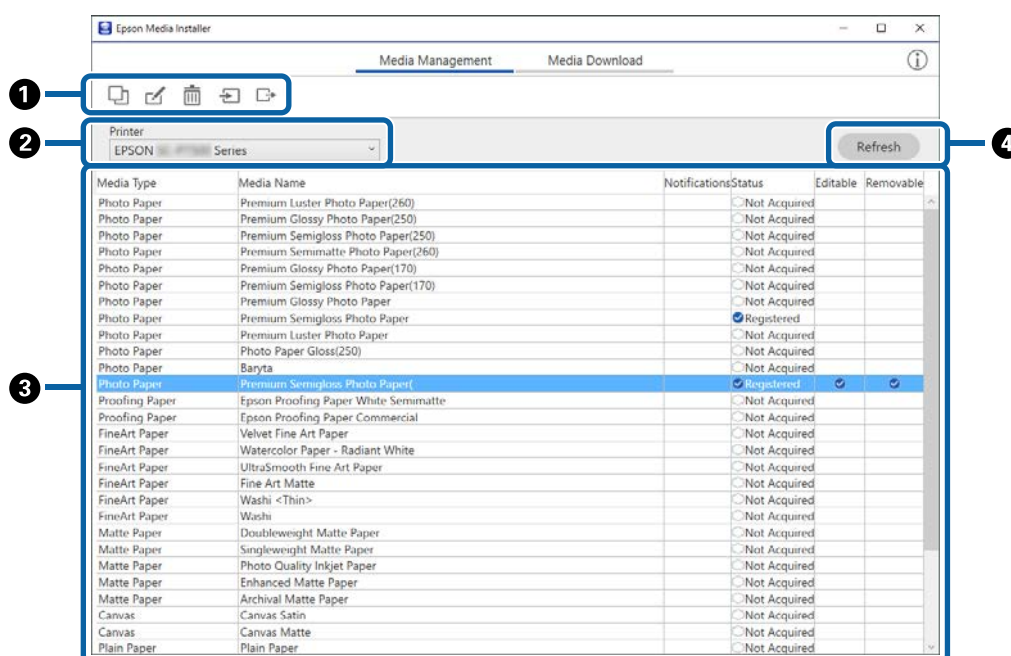 Epson Media Installer
Media Management Media Download
1
2
Printer
EPSON Series
Refresh
4
Media Type Media Name Notifications Status Editable Removable
Photo Paper Premium Luster Photo Paper(260) Not Acquired
Photo Paper Premium Glossy Photo Paper(250) Not Acquired
Photo Paper Premium Semigloss Photo Paper(250) Not Acquired
Photo Paper Premium Semimatte Photo Paper(260) Not Acquired
Photo Paper Premium Glossy Photo Paper(170) Not Acquired
Photo Paper Premium Semigloss Photo Paper(170) Not Acquired
Photo Paper Premium Glossy Photo Paper Not Acquired
Photo Paper Premium Semigloss Photo Paper Registered
Photo Paper Premium Luster Photo Paper Not Acquired
Photo Paper Photo Paper Gloss(250) Not Acquired
Photo Paper Baryta Not Acquired
3
Photo Paper Premium Semigloss Photo Paper( Registered
Proofing Paper Epson Proofing Paper White Semimatte Not Acquired
Proofing Paper Epson Proofing Paper Commercial Not Acquired
FineArt Paper Velvet Fine Art Paper Not Acquired
FineArt Paper Watercolor Paper - Radiant White Not Acquired
FineArt Paper UltraSmooth Fine Art Paper Not Acquired
FineArt Paper Fine Art Matte Not Acquired
FineArt Paper Washi <Thin> Not Acquired
FineArt Paper Washi Not Acquired
Matte Paper Doubleweight Matte Paper Not Acquired
Matte Paper Singleweight Matte Paper Not Acquired
Matte Paper Photo Quality Inkjet Paper Not Acquired
Matte Paper Enhanced Matte Paper Not Acquired
Matte Paper Archival Matte Paper Not Acquired
Canvas Canvas Satin Not Acquired
Canvas Canvas Matte Not Acquired
Plain Paper Plain Paper Not Acquired